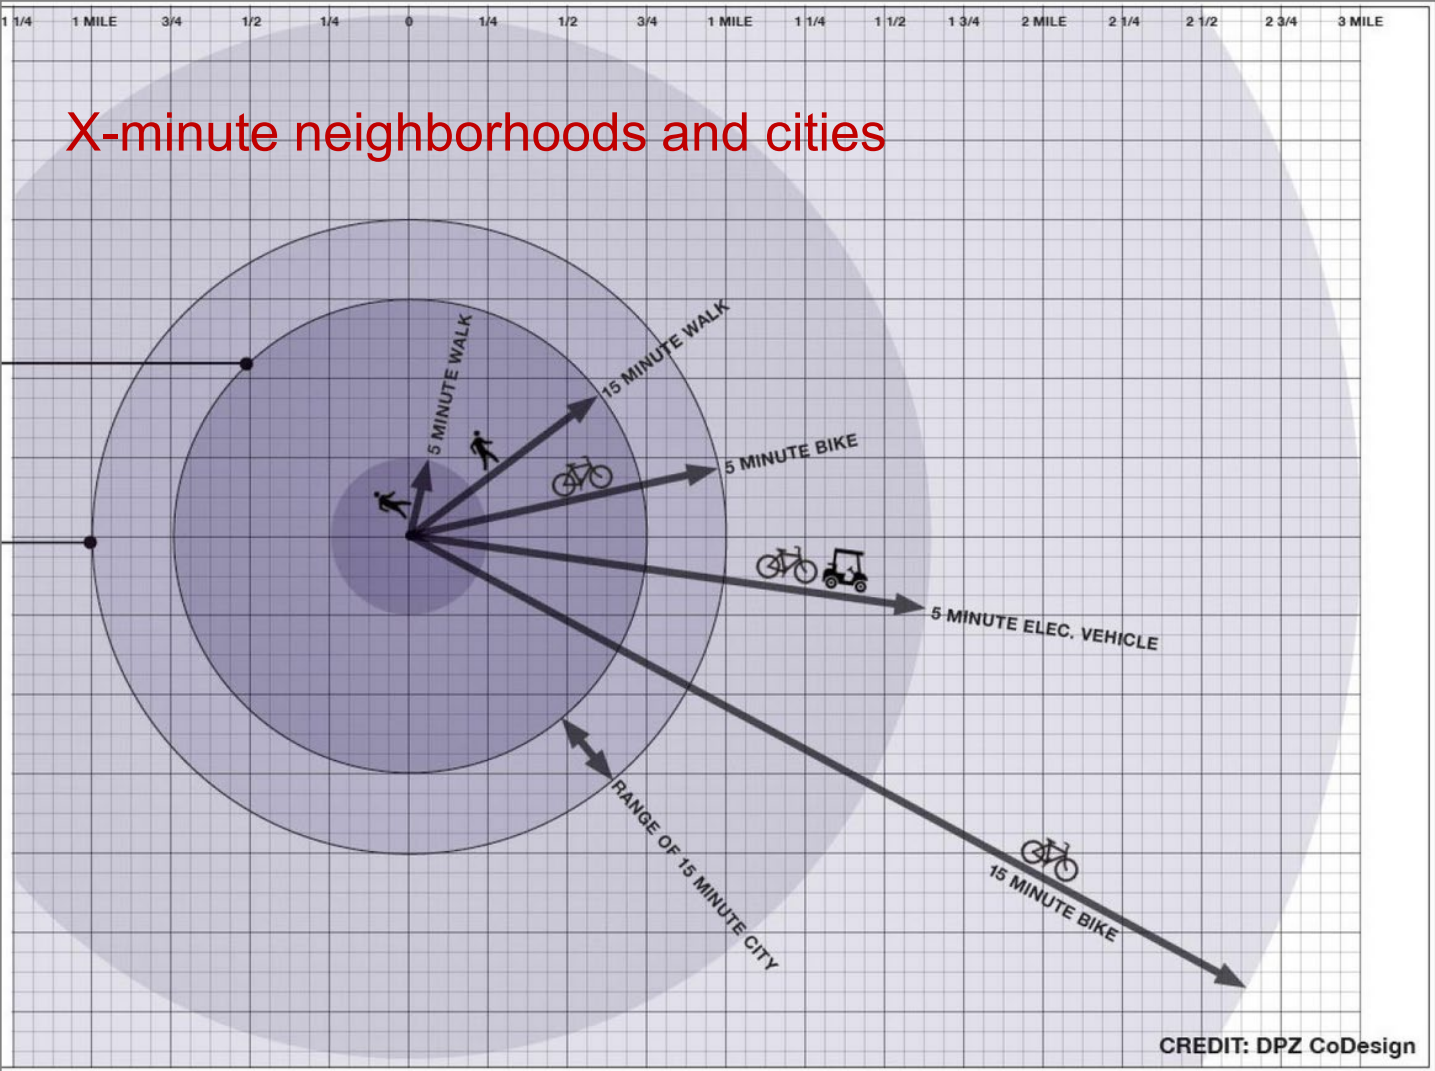 1 1/4 1 MILE 3/4 1/2 1/4 0 1/4 1/2 3/4 1 MILE 1 1/4 1 1/2 1 3/4 2 MILE 2 1/4 2 1/2 2 3/4 3 MILE
X-minute neighborhoods and cities
5 MINUTE WALK
15 MINUTE WALK
5 MINUTE BIKE
5 MINUTE ELEC. VEHICLE
RANGE OF 15 MINUTE CITY
15 MINUTE BIKE
CREDIT: DPZ CoDesign